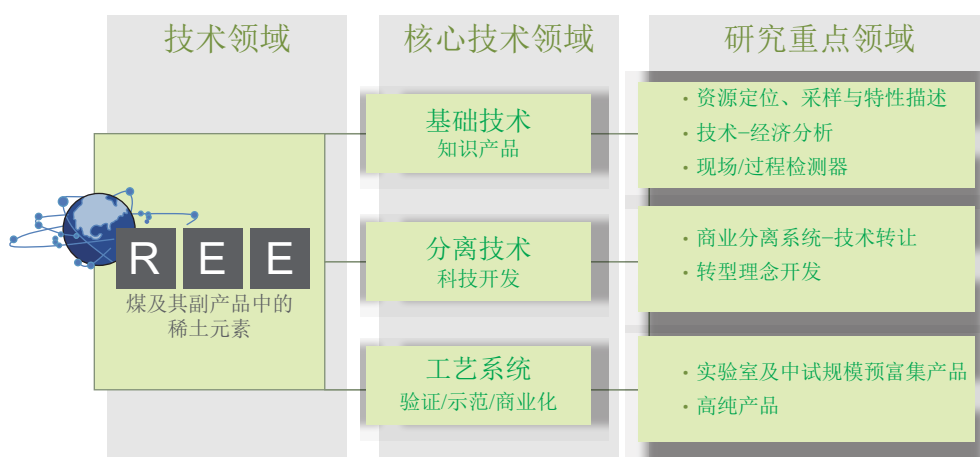 技术领域
核心技术领域
研究重点领域
R E E
煤及其副产品中的
稀土元素
基础技术
知识产品
·资源定位、采样与特性描述
·技术–经济分析
·现场/过程检测器
分离技术
科技开发
·商业分离系统–技术转让
·转型理念开发
工艺系统
验证/示范/商业化
·实验室及中试规模预富集产品
·高纯产品